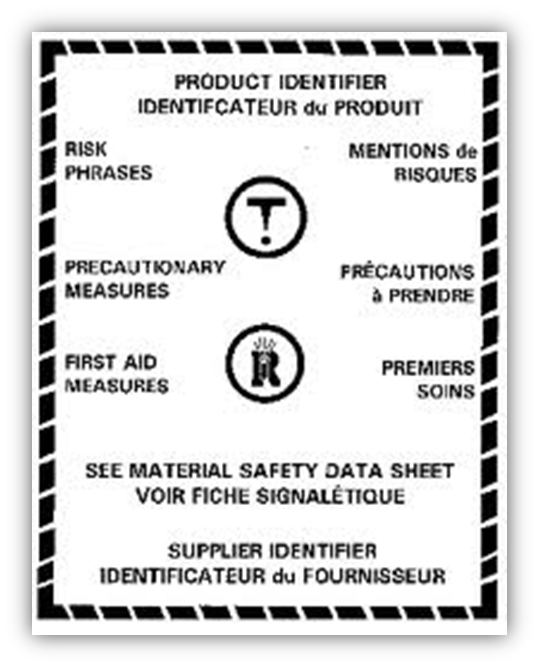 PRODUCT IDENTIFIER
IDENTIFCATEUR du PRODUIT
RISK
PHRASES
MENTIONS de
RISQUES
PRECAUTIONARY
MEASURES
PRÉCAUTIONS
à PRENDRE
FIRST AID
MEASURES
PREMIERS
SOINS
SEE MATERIAL SAFETY DATA SHEET
VOIR FICHE SIGNALÉTIQUE
SUPPLIER IDENTIFIER
IDENTIFICATEUR du FOURNISSEUR